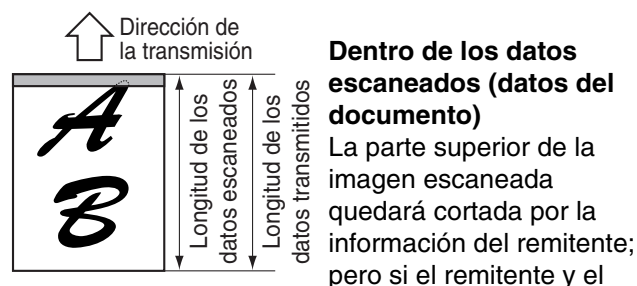 Dirección de
la transmisión
A
B
Longitud de los
datos escaneados
Longitud de los
datos transmitidos
Dentro de los datos
escaneados (datos del
documento)
La parte superior de la
imagen escaneada
quedará cortada por la
información del remitente;
pero si el remitente y el